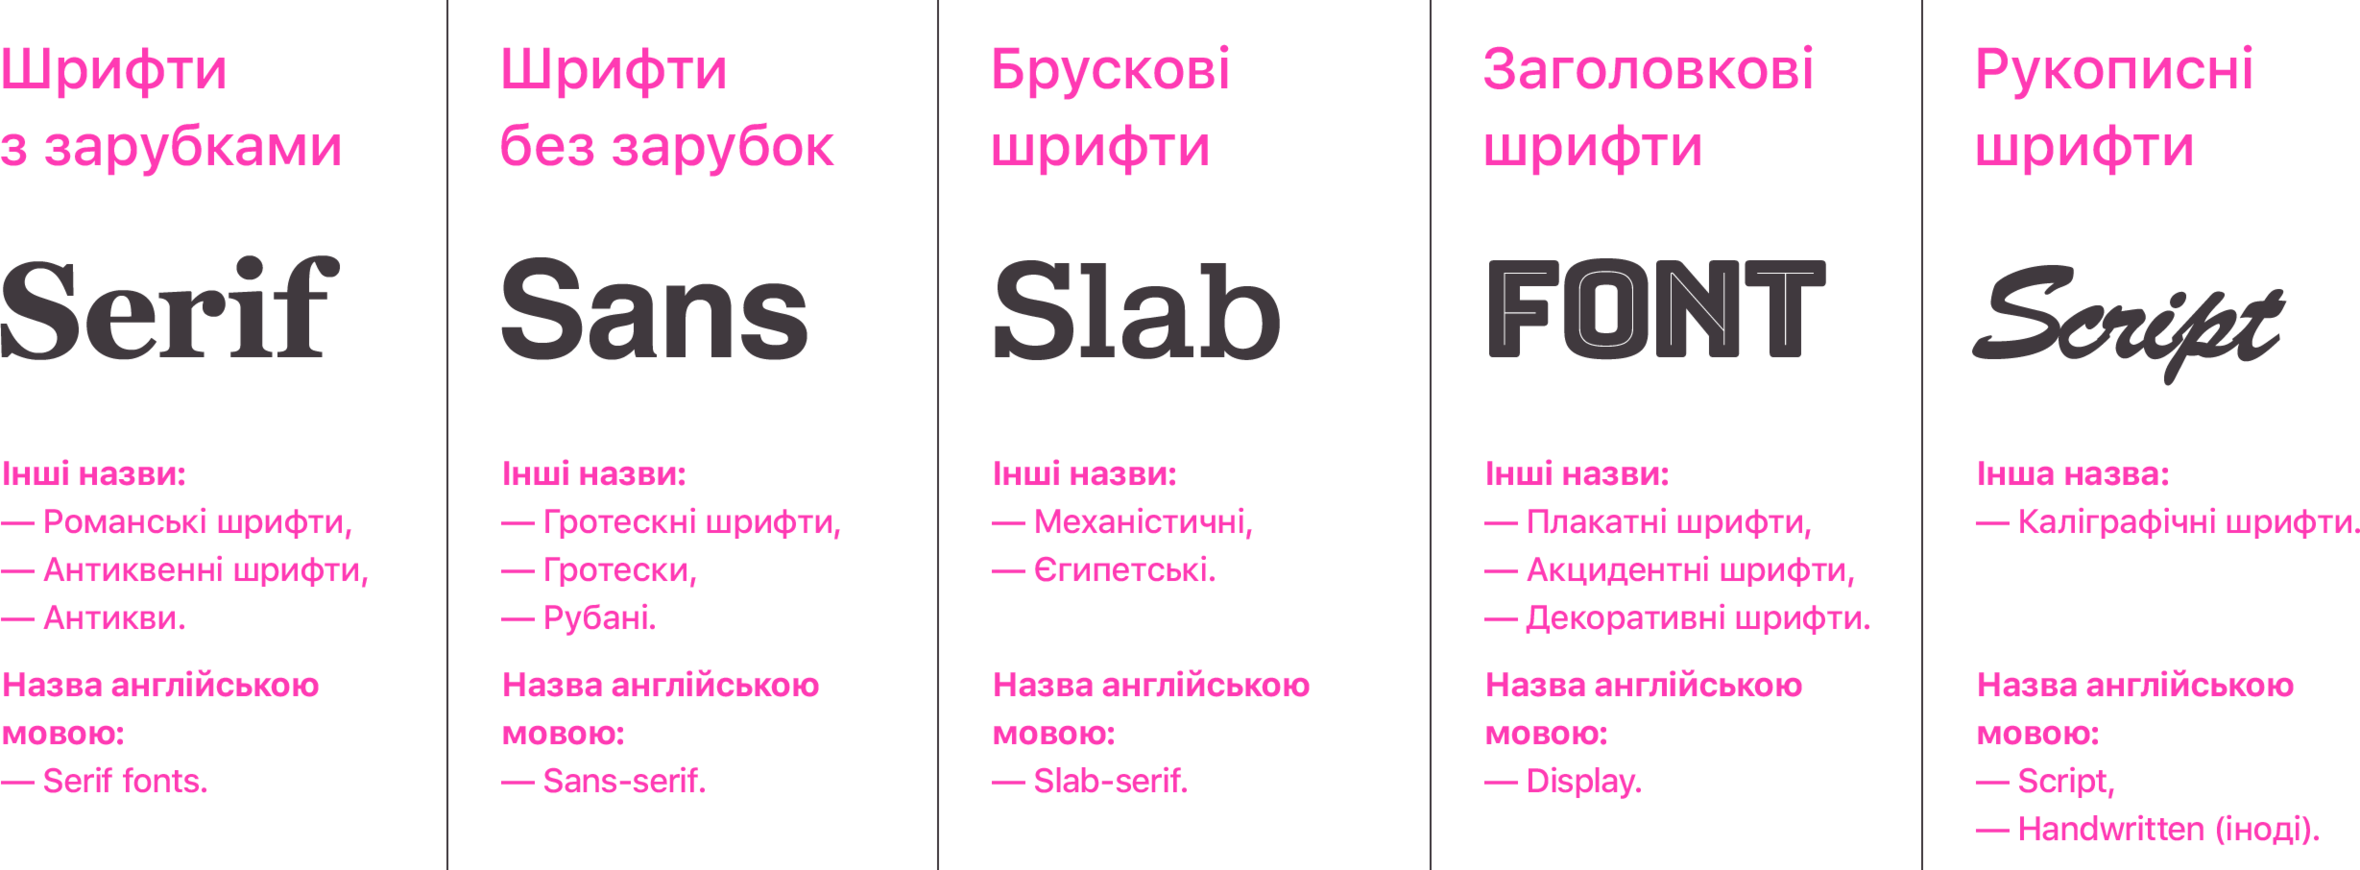 Шрифти
з зарубками
Serif
Інші назви:
— Романські шрифти,
— Антиквенні шрифти,
— Антикви.
Назва англійською
мовою:
— Serif fonts.
Шрифти
без зарубок
Sans
Інші назви:
— Гротескні шрифти,
— Гротески,
— Рубані.
Назва англійською
мовою:
— Sans-serif.
Брускові
шрифти
Slab
Інші назви:
— Механістичні,
— Єгипетські.
Назва англійською
мовою:
— Slab-serif.
Заголовкові
шрифти
FONT
Інші назви:
— Плакатні шрифти,
— Акцидентні шрифти,
— Декоративні шрифти.
Назва англійською
мовою:
— Display.
Рукописні
шрифти
Script
Інша назва:
— Каліграфічні шрифти.
Назва англійською
мовою:
— Script,
— Handwritten (іноді).